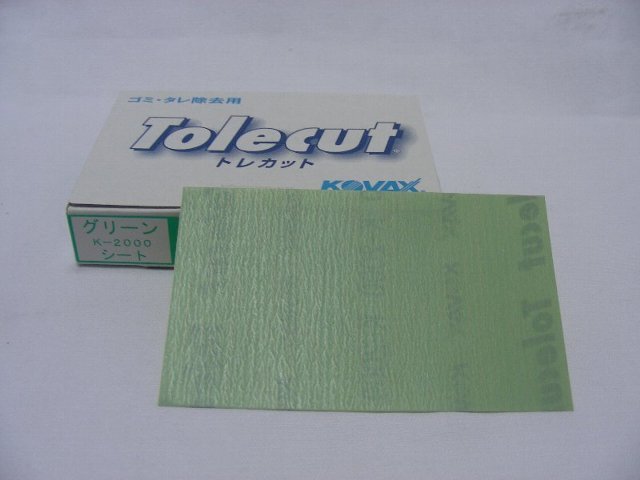 ゴミ・タレ除去用
Tolecut
トレカット
KOVAX
グリーン
K-2000
シート
Tolecut